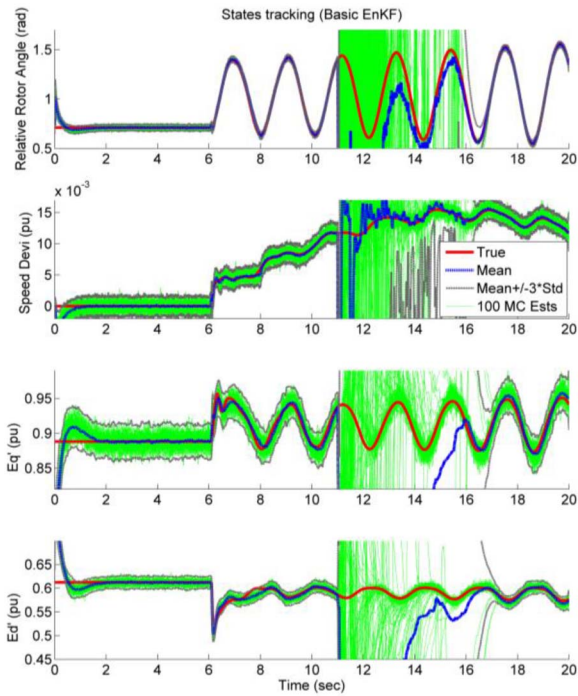 States tracking (Basic EnKF)
Relative Rotor Angle (rad)
1.5
1
0.5
0 2 4 6 8 10 12 14 16 18 20
x 10⁻³
Speed Devi (pu)
15
10
5
0
True
Mean
Mean+/-3*Std
100 MC Ests
0 2 4 6 8 10 12 14 16 18 20
Eq' (pu)
0.95
0.9
0.85
0 2 4 6 8 10 12 14 16 18 20
Ed' (pu)
0.65
0.6
0.55
0.5
0.45
0 2 4 6 8 10 12 14 16 18 20
Time (sec)